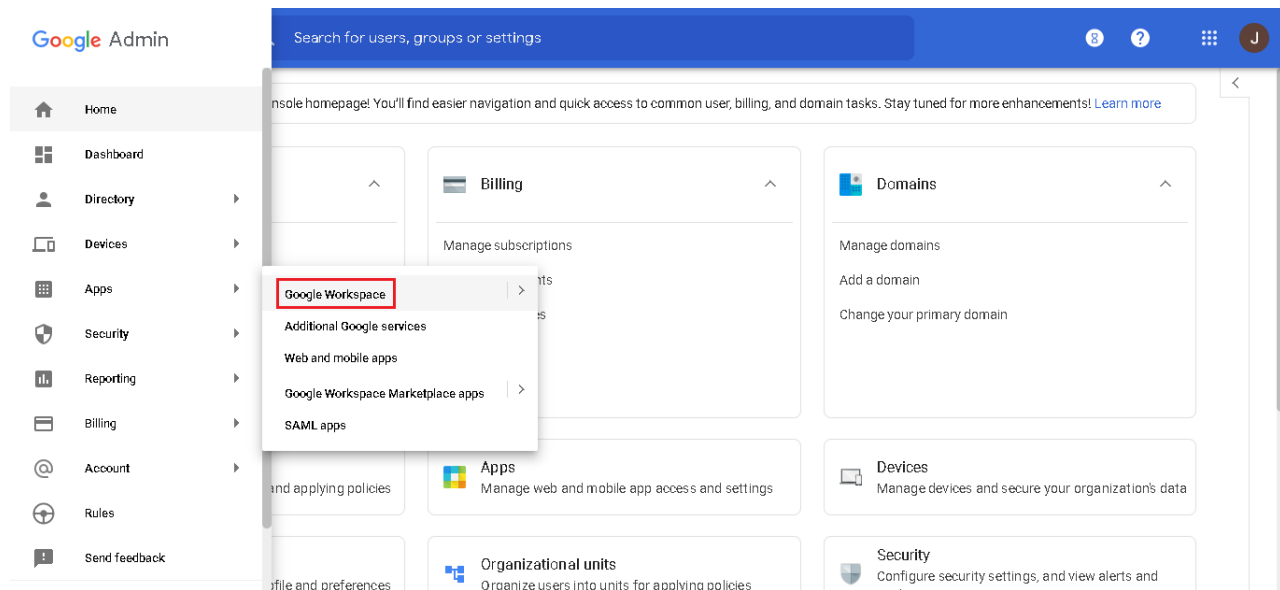 Google Admin
Search for users, groups or settings
8
?
J
Home
Dashboard
Directory
Devices
Apps
Security
Reporting
Billing
Account
Rules
Send feedback
nsole homepage! You'll find easier navigation and quick access to common user, billing, and domain tasks. Stay tuned for more enhancements! Learn more
Billing
Manage subscriptions
nts
es
Domains
Manage domains
Add a domain
Change your primary domain
Google Workspace
Additional Google services
Web and mobile apps
Google Workspace Marketplace apps
SAML apps
and applying policies
Apps
Manage web and mobile app access and settings
Devices
Manage devices and secure your organization's data
ofile and preferences
Organizational units
Organize users into units for applying policies
Security
Configure security settings, and view alerts and